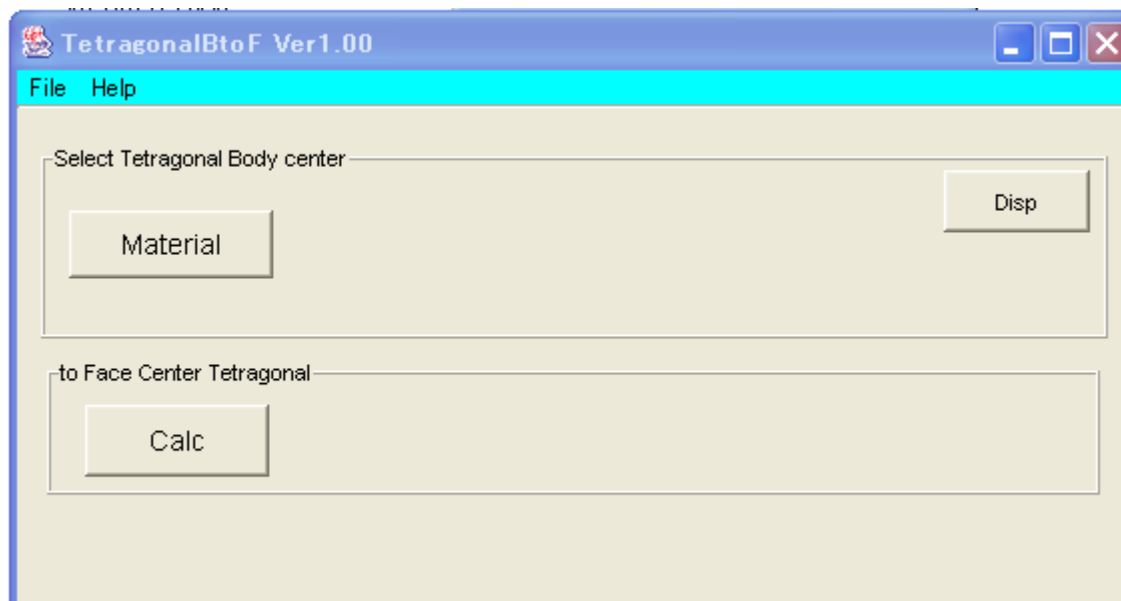 TetragonalBtoF Ver1.00
File Help
Select Tetragonal Body center
Disp
Material
to Face Center Tetragonal
Calc